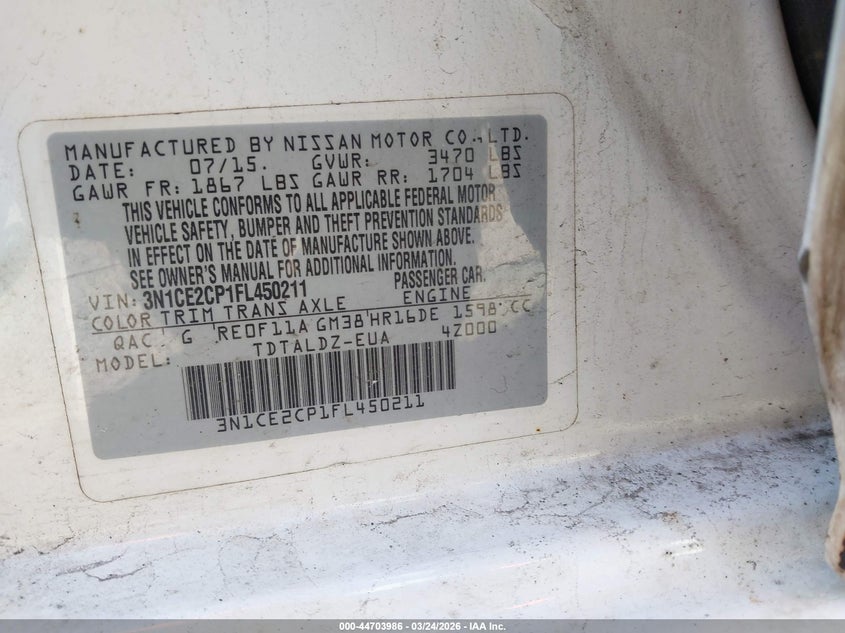 MANUFACTURED BY NISSAN MOTOR CO.,LTD.
DATE: 07/15. GVWR: 3470 LBS
GAWR FR: 1867 LBS GAWR RR: 1704 LBS
THIS VEHICLE CONFORMS TO ALL APPLICABLE FEDERAL MOTOR
VEHICLE SAFETY, BUMPER AND THEFT PREVENTION STANDARDS
IN EFFECT ON THE DATE OF MANUFACTURE SHOWN ABOVE.
SEE OWNER'S MANUAL FOR ADDITIONAL INFORMATION.
VIN: 3N1CE2CP1FL450211 PASSENGER CAR.
COLOR TRIM TRANS AXLE ENGINE
QAC G RE0F11A GM38 HR16DE 1598 CC
MODEL: TDTALDZ-EUA 4Z000
3N1CE2CP1FL450211
000-44703986 - 03/24/2026 - IAA Inc.